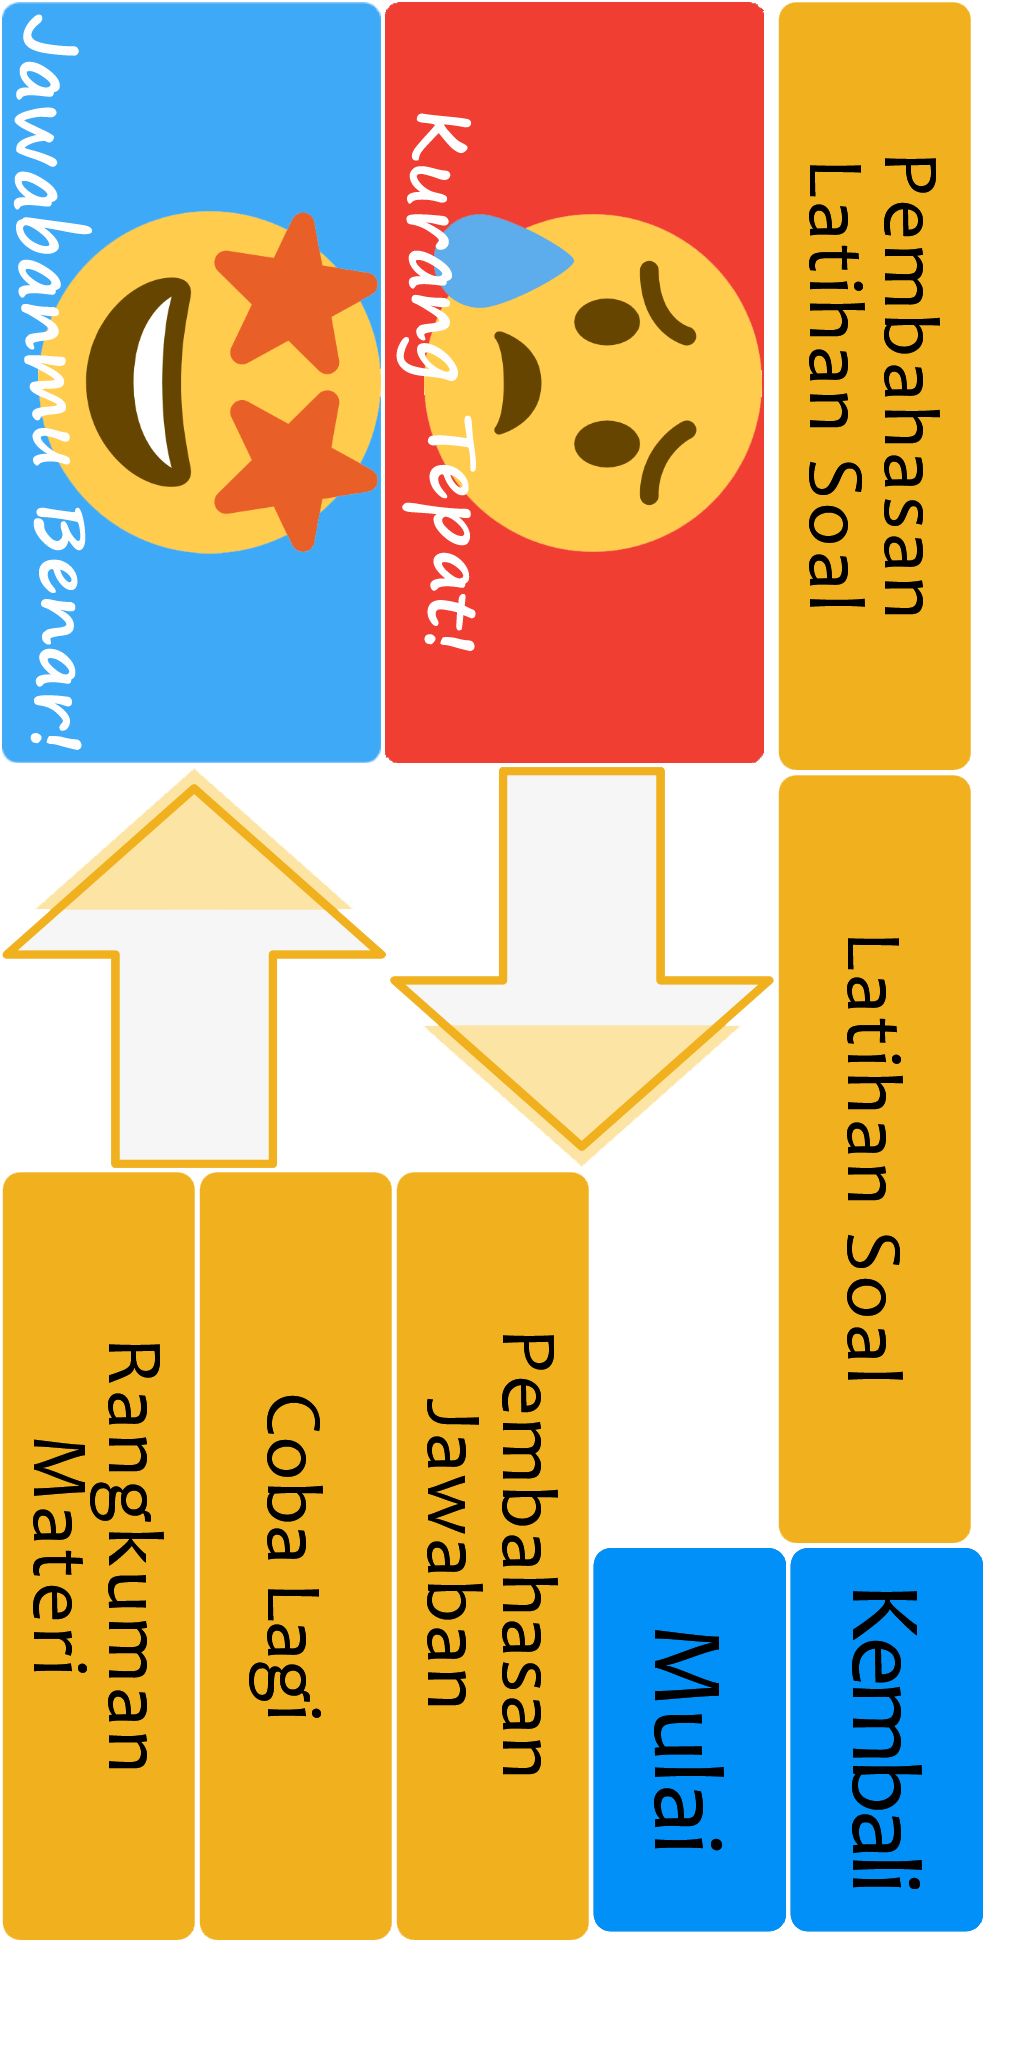 Pembahasan
Latihan Soal
Latihan Soal
Kembali
Kurang Tepat!
Mulai
Pembahasan
Jawaban
Jawabanmu Benar!
Coba Lagi
Rangkuman
Materi